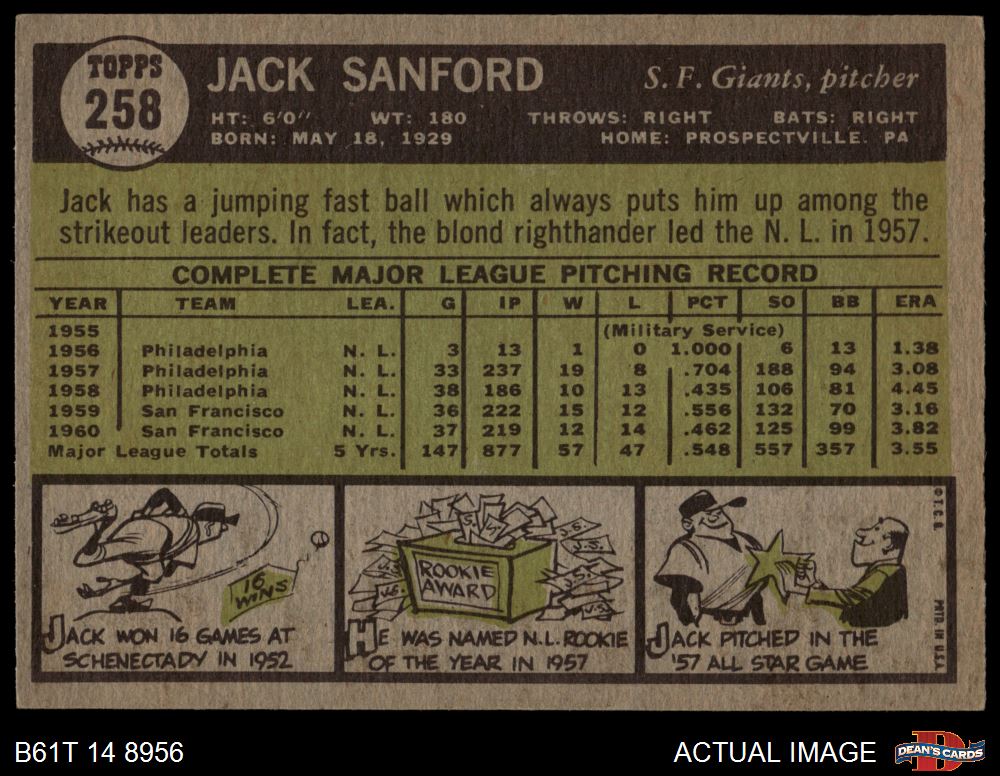 TOPPS
258
JACK SANFORD
S. F. Giants, pitcher
HT: 6'0" WT: 180 THROWS: RIGHT BATS: RIGHT
BORN: MAY 18, 1929 HOME: PROSPECTVILLE. PA
Jack has a jumping fast ball which always puts him up among the
strikeout leaders. In fact, the blond righthander led the N. L. in 1957.
COMPLETE MAJOR LEAGUE PITCHING RECORD
YEAR TEAM LEA. G IP W L PCT SO BB ERA
1955 (Military Service)
1956 Philadelphia N. L. 3 13 1 0 1.000 6 13 1.38
1957 Philadelphia N. L. 33 237 19 8 .704 188 94 3.08
1958 Philadelphia N. L. 38 186 10 13 .435 106 81 4.45
1959 San Francisco N. L. 36 222 15 12 .556 132 70 3.16
1960 San Francisco N. L. 37 219 12 14 .462 125 99 3.82
Major League Totals 5 Yrs. 147 877 57 47 .548 557 357 3.55
16
WINS
JACK WON 16 GAMES AT
SCHENECTADY IN 1952
ROOKIE
AWARD
J.S.
J.S.
J.S.
HE WAS NAMED N.L. ROOKIE
OF THE YEAR IN 1957
JACK PITCHED IN THE
'57 ALL STAR GAME
© T. C. G.
PRTD. IN U.S.A.
B61T 14 8956
ACTUAL IMAGE
D
DEAN'S CARDS